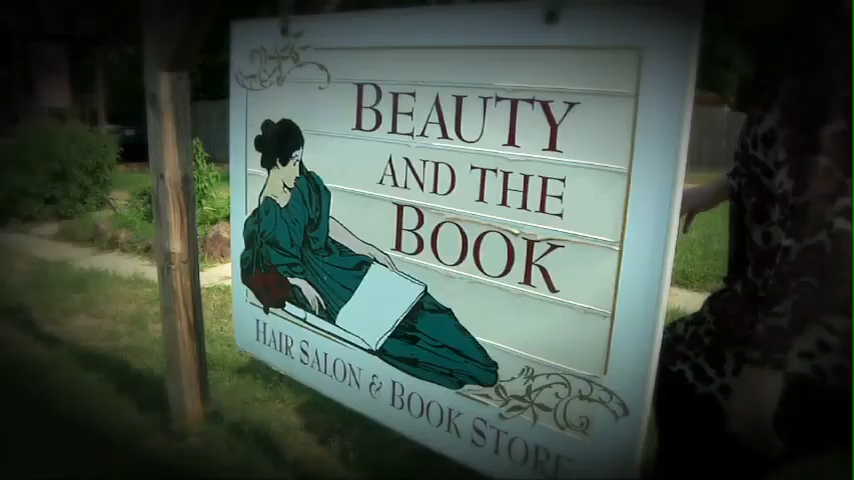 BEAUTY
AND THE
BOOK
HAIR SALON & BOOK STORE